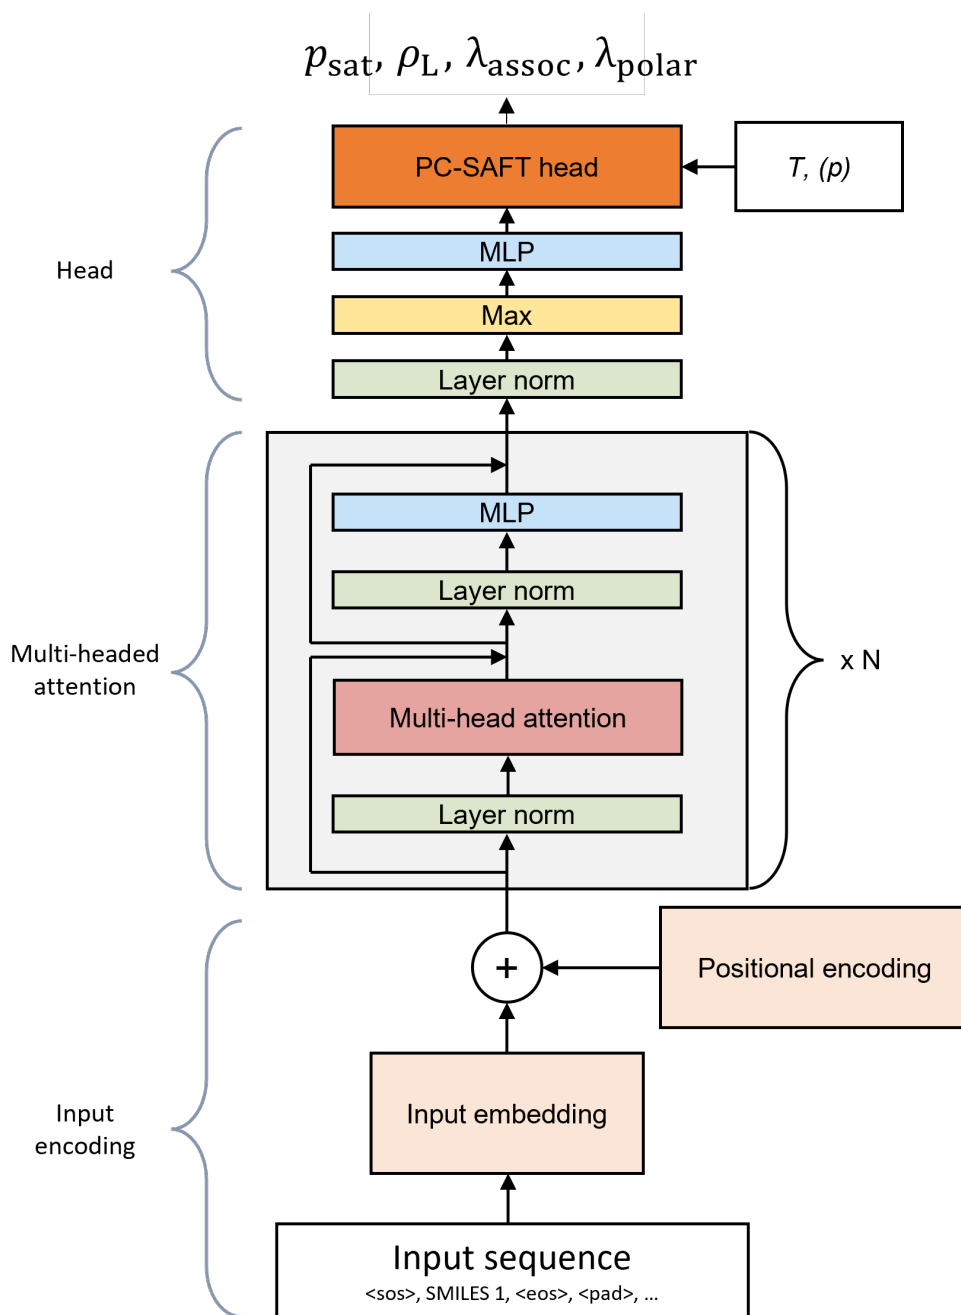 p_sat, ρ_L, λ_assoc, λ_polar
PC-SAFT head
T, (p)
Head
MLP
Max
Layer norm
MLP
Layer norm
Multi-headed
attention
x N
Multi-head attention
Layer norm
+
Positional encoding
Input embedding
Input
encoding
Input sequence
<sos>, SMILES 1, <eos>, <pad>, ...